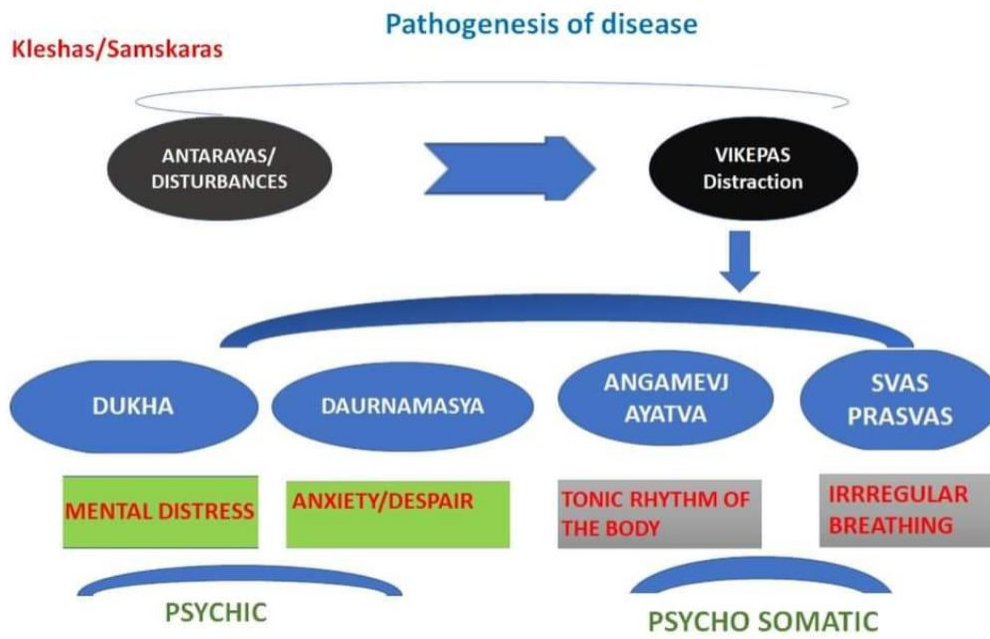 Pathogenesis of disease
Kleshas/Samskaras
ANTARAYAS/
DISTURBANCES
VIKEPAS
Distraction
DUKHA
DAURNAMASYA
ANGAMEVJ
AYATVA
SVAS
PRASVAS
MENTAL DISTRESS
ANXIETY/DESPAIR
TONIC RHYTHM OF
THE BODY
IRRREGULAR
BREATHING
PSYCHIC
PSYCHO SOMATIC